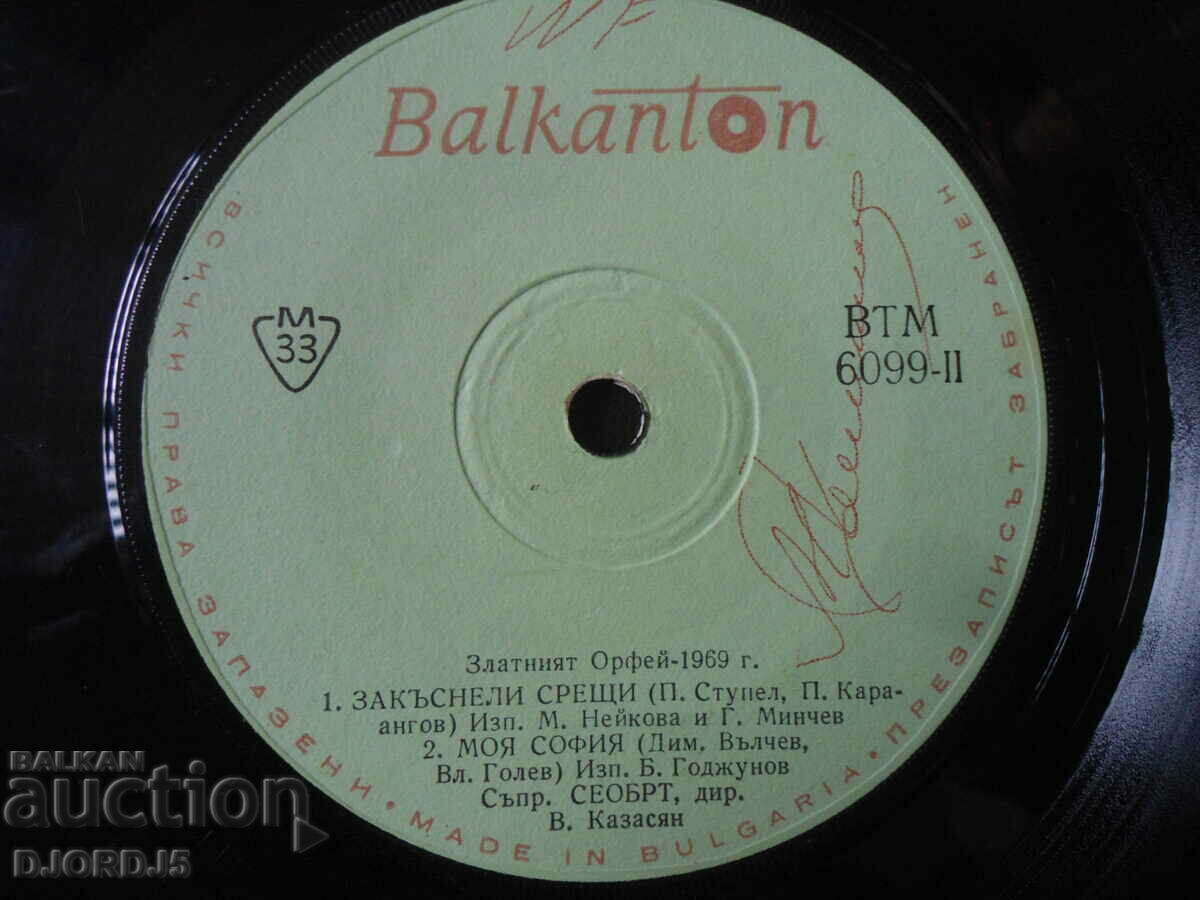 WF
Balkanton
ВСИЧКИ ПРАВА ЗАПАЗЕНИ • MADE IN BULGARIA • ПРЕЗАПИСЪТ ЗАБРАНЕН
M
33
ВТМ
6099-II
Златният Орфей-1969 г.
1. ЗАКЪСНЕЛИ СРЕЩИ (П. Ступел, П. Кара-
ангов) Изп. М. Нейкова и Г. Минчев
2. МОЯ СОФИЯ (Дим. Вълчев,
Вл. Голев) Изп. Б. Годжунов
Съпр. СЕОБРТ, дир.
В. Казасян
BALKAN
auction
DJORDJ5